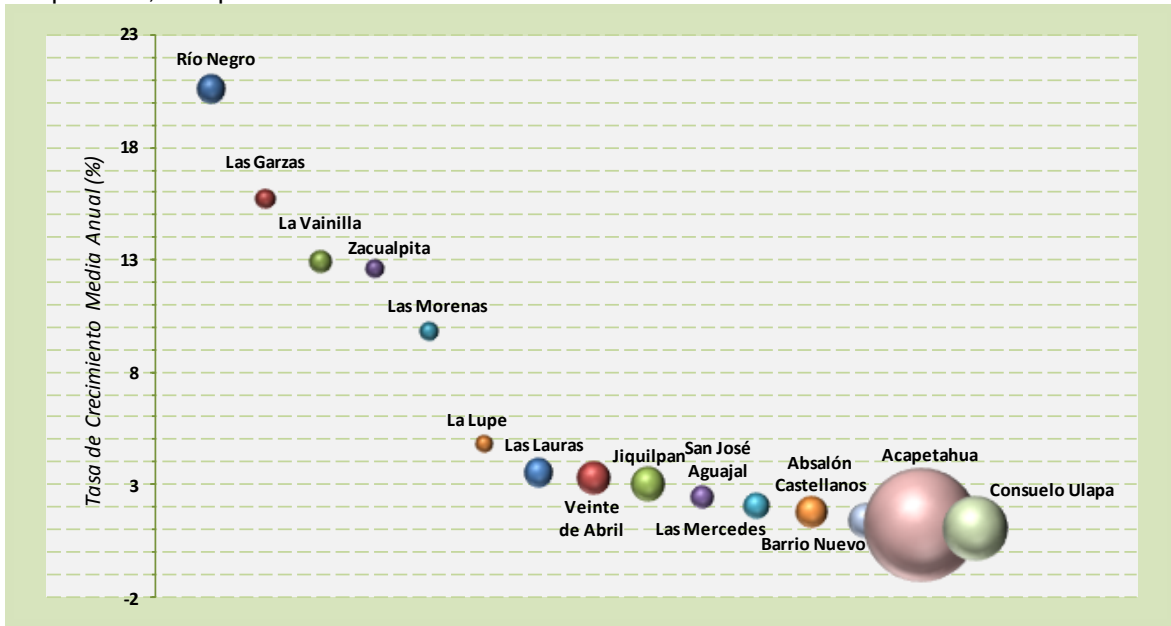 23
Río Negro
18
Las Garzas
La Vainilla
13
Zacualpita
Las Morenas
8
La Lupe
Las Lauras
Jiquilpan
San José
Aguajal
Absalón
Castellanos
Acapetahua
3
Consuelo Ulapa
Veinte
de Abril
Las Mercedes
Barrio Nuevo
-2
Tasa de Crecimiento Media Anual (%)